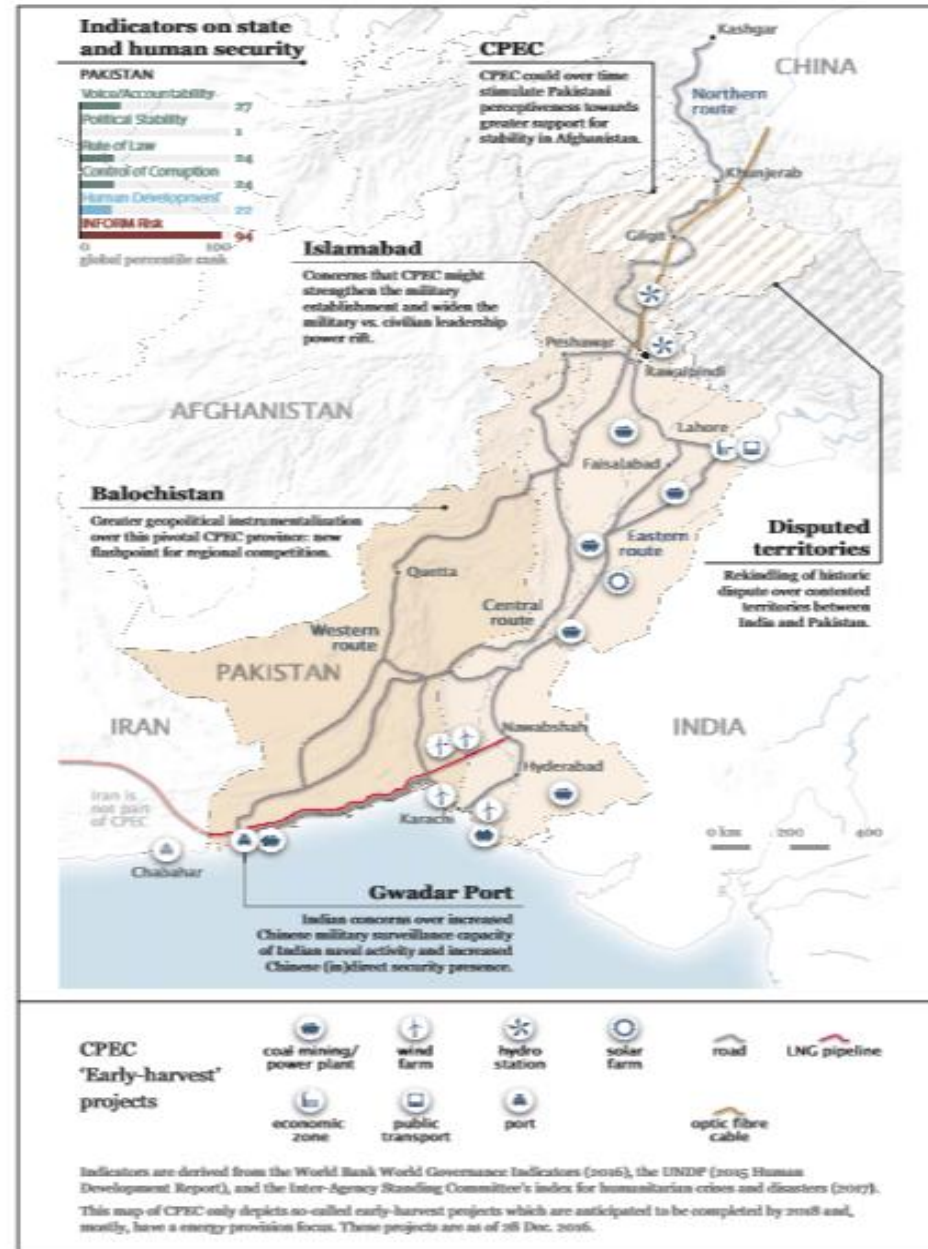 Indicators on state
and human security
PAKISTAN
Voice/Accountability
27
Political Stability
1
Rule of Law
24
Control of Corruption
24
Human Development
22
INFORM Risk
94
0 100
global percentile rank
CPEC
CPEC could over time
stimulate Pakistani
perceptiveness towards
greater support for
stability in Afghanistan.
Kashgar
CHINA
Northern
route
Khunjerab
Gilgit
Islamabad
Concerns that CPEC might
strengthen the military
establishment and widen the
military vs. civilian leadership
power rift.
Peshawar
Rawalpindi
AFGHANISTAN
Lahore
Faisalabad
Balochistan
Greater geopolitical instrumentalisation
over this pivotal CPEC province: new
flashpoint for regional competition.
Eastern
route
Disputed
territories
Rekindling of historic
dispute over contested
territories between
India and Pakistan.
Quetta
Central
route
Western
route
PAKISTAN
IRAN
INDIA
Nawabshah
Hyderabad
Iran is
not part
of CPEC
Karachi
0 km 200 400
Chabahar
Gwadar Port
Indian concerns over increased
Chinese military surveillance capacity
of Indian naval activity and increased
Chinese (in)direct security presence.
CPEC
'Early-harvest'
projects
coal mining/
power plant
wind
farm
hydro
station
solar
farm
road
LNG pipeline
economic
zone
public
transport
port
optic fibre
cable
Indicators are derived from the World Bank World Governance Indicators (2016), the UNDP (2015 Human
Development Report), and the Inter-Agency Standing Committee's index for humanitarian crises and disasters (2017).
This map of CPEC only depicts so-called early-harvest projects which are anticipated to be completed by 2018 and,
mostly, have a energy provision focus. These projects are as of 28 Dec. 2016.